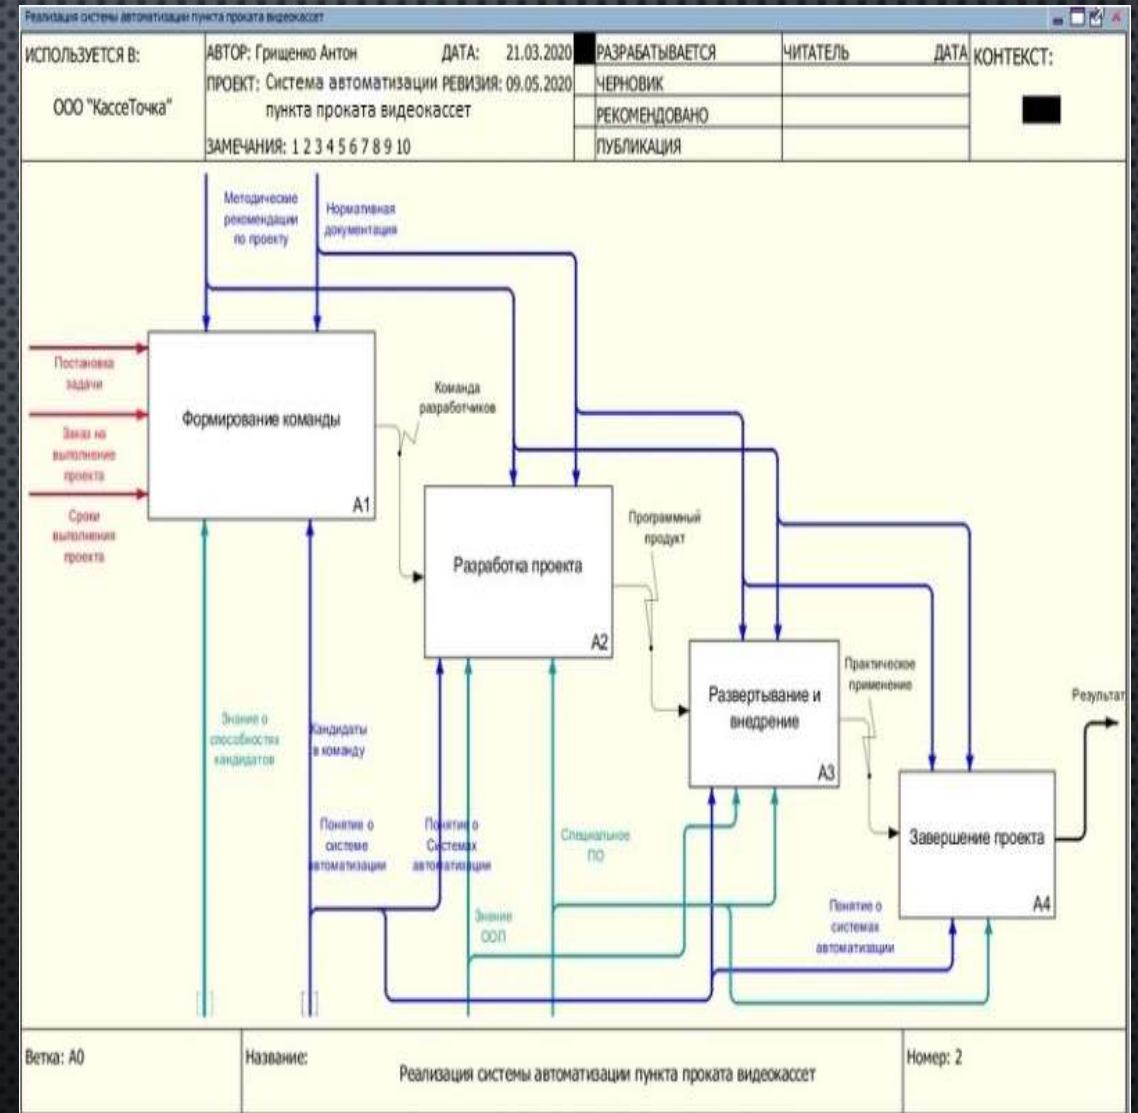 Реализация системы автоматизации пункта проката видеокассет
ИСПОЛЬЗУЕТСЯ В:
ООО "КассеТочка"
АВТОР: Грищенко Антон
ДАТА: 21.03.2020
ПРОЕКТ: Система автоматизации
РЕВИЗИЯ: 09.05.2020
пункта проката видеокассет
ЗАМЕЧАНИЯ: 1 2 3 4 5 6 7 8 9 10
РАЗРАБАТЫВАЕТСЯ
ЧЕРНОВИК
РЕКОМЕНДОВАНО
ПУБЛИКАЦИЯ
ЧИТАТЕЛЬ
ДАТА
КОНТЕКСТ:
Методические
рекомендации
по проекту
Нормативная
документация
Постановка
задачи
Заказ на
выполнение
проекта
Сроки
выполнения
проекта
Формирование команды
A1
Команда
разработчиков
Разработка проекта
A2
Программный
продукт
Развертывание и
внедрение
A3
Практическое
применение
Результат
Завершение проекта
A4
Знание о
способностях
кандидатов
Кандидаты
в команду
Понятие о
системе
автоматизации
Понятие о
Системах
автоматизации
Знание
ООП
Специальное
ПО
Понятие о
системах
автоматизации
Ветка: A0
Название:
Реализация системы автоматизации пункта проката видеокассет
Номер: 2